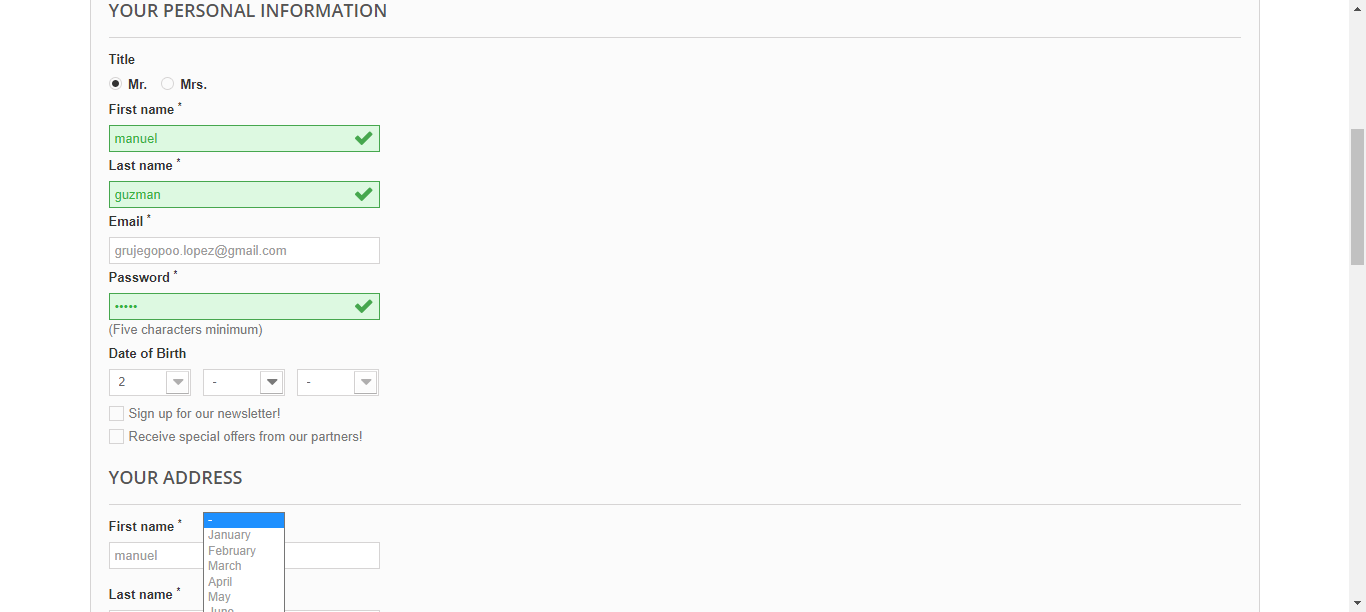 YOUR PERSONAL INFORMATION
Title
Mr. Mrs.
First name *
manuel
Last name *
guzman
Email *
grujegopoo.lopez@gmail.com
Password *
•••••
(Five characters minimum)
Date of Birth
2 - -
Sign up for our newsletter!
Receive special offers from our partners!
YOUR ADDRESS
First name *
-
January
manuel
February
March
April
Last name *
May
June